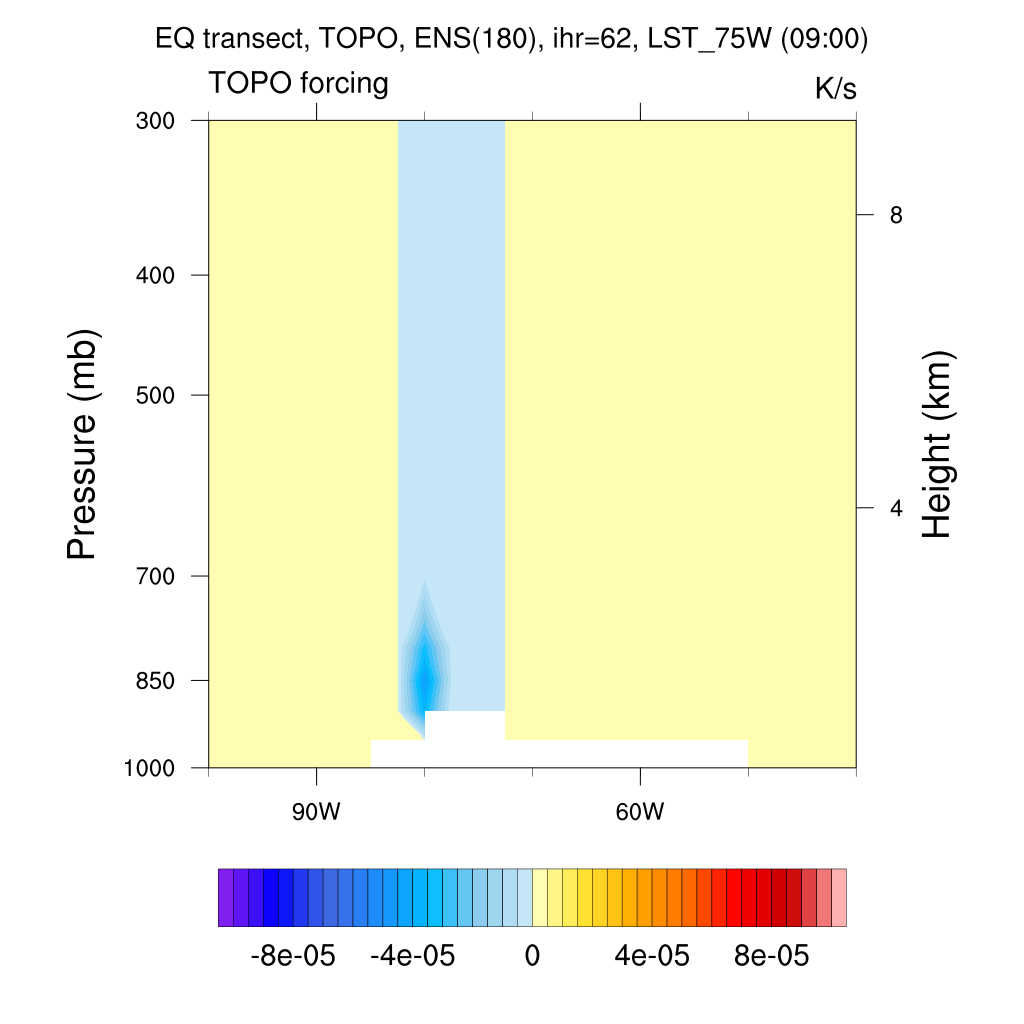 EQ transect, TOPO, ENS(180), ihr=62, LST_75W (09:00)
TOPO forcing
K/s
300
400
500
700
850
1000
Pressure (mb)
8
4
Height (km)
90W
60W
-8e-05
-4e-05
0
4e-05
8e-05